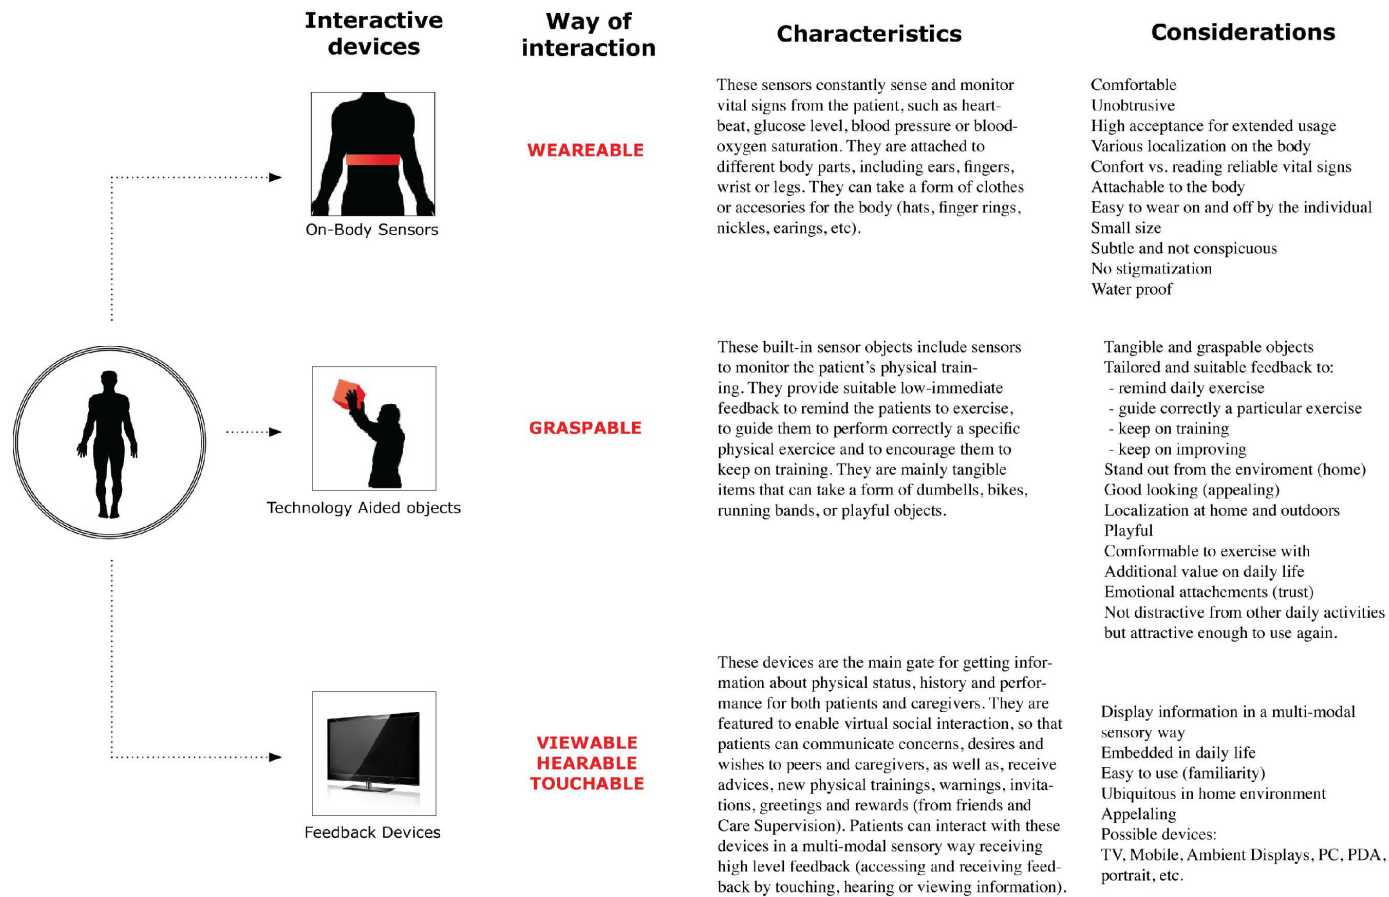 Interactive
devices
Way of
interaction
Characteristics
Considerations
On-Body Sensors
WEAREABLE
These sensors constantly sense and monitor
vital signs from the patient, such as heart-
beat, glucose level, blood pressure or blood-
oxygen saturation. They are attached to
different body parts, including ears, fingers,
wrist or legs. They can take a form of clothes
or accesories for the body (hats, finger rings,
nickles, earings, etc).
Comfortable
Unobtrusive
High acceptance for extended usage
Various localization on the body
Confort vs. reading reliable vital signs
Attachable to the body
Easy to wear on and off by the individual
Small size
Subtle and not conspicuous
No stigmatization
Water proof
Technology Aided objects
GRASPABLE
These built-in sensor objects include sensors
to monitor the patient's physical train-
ing. They provide suitable low-immediate
feedback to remind the patients to exercise,
to guide them to perform correctly a specific
physical exercice and to encourage them to
keep on training. They are mainly tangible
items that can take a form of dumbells, bikes,
running bands, or playful objects.
Tangible and graspable objects
Tailored and suitable feedback to:
- remind daily exercise
- guide correctly a particular exercise
- keep on training
- keep on improving
Stand out from the enviroment (home)
Good looking (appealing)
Localization at home and outdoors
Playful
Comformable to exercise with
Additional value on daily life
Emotional attachements (trust)
Not distractive from other daily activities
but attractive enough to use again.
Feedback Devices
VIEWABLE
HEARABLE
TOUCHABLE
These devices are the main gate for getting infor-
mation about physical status, history and perfor-
mance for both patients and caregivers. They are
featured to enable virtual social interaction, so that
patients can communicate concerns, desires and
wishes to peers and caregivers, as well as, receive
advices, new physical trainings, warnings, invita-
tions, greetings and rewards (from friends and
Care Supervision). Patients can interact with these
devices in a multi-modal sensory way receiving
high level feedback (accessing and receiving feed-
back by touching, hearing or viewing information).
Display information in a multi-modal
sensory way
Embedded in daily life
Easy to use (familiarity)
Ubiquitous in home environment
Appelaling
Possible devices:
TV, Mobile, Ambient Displays, PC, PDA,
portrait, etc.